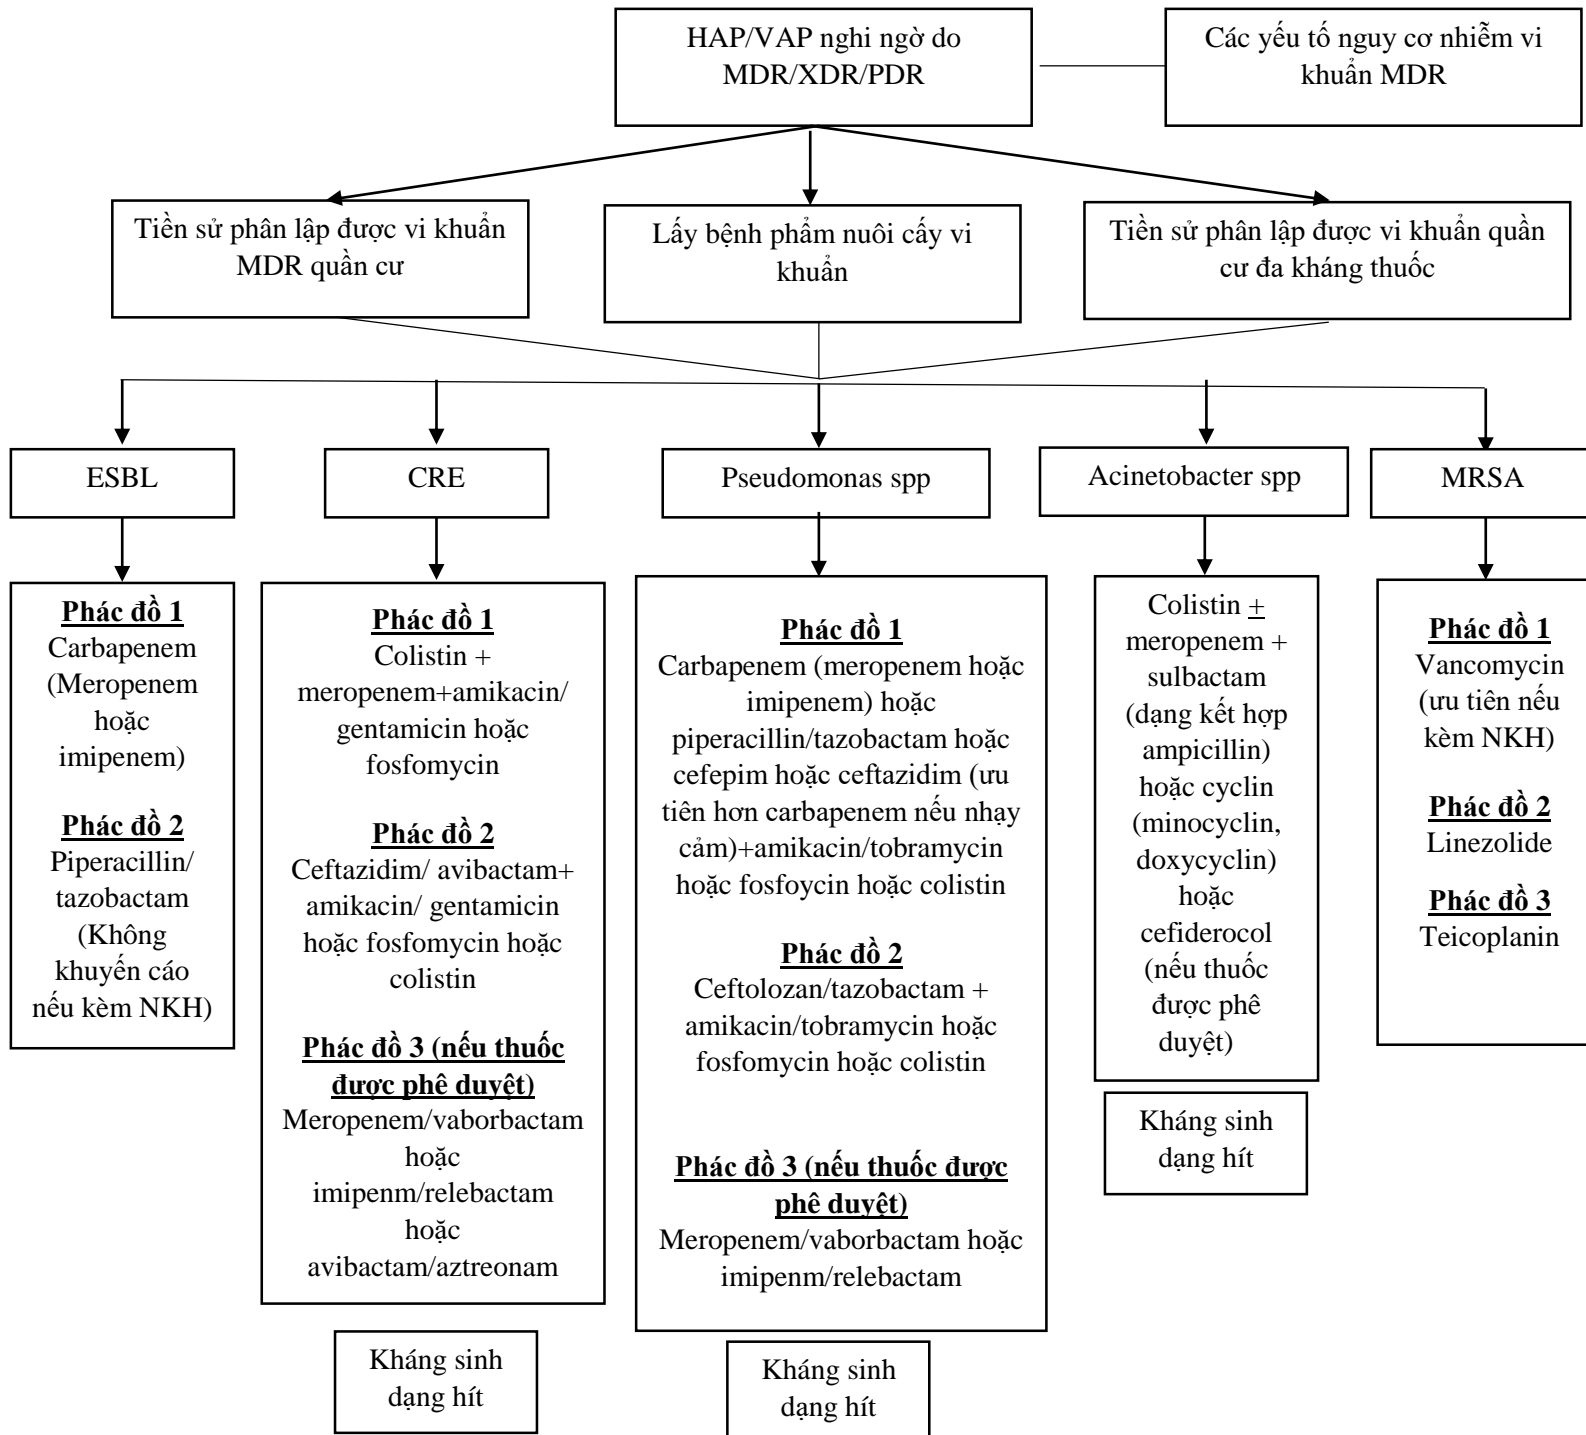 HAP/VAP nghi ngờ do
MDR/XDR/PDR
Các yếu tố nguy cơ nhiễm vi
khuẩn MDR
Tiền sử phân lập được vi khuẩn
MDR quần cư
Lấy bệnh phẩm nuôi cấy vi
khuẩn
Tiền sử phân lập được vi khuẩn quần
cư đa kháng thuốc
ESBL
CRE
Pseudomonas spp
Acinetobacter spp
MRSA
Phác đồ 1
Carbapenem
(Meropenem
hoặc
imipenem)
Phác đồ 2
Piperacillin/
tazobactam
(Không
khuyến cáo
nếu kèm NKH)
Phác đồ 1
Colistin +
meropenem+amikacin/
gentamicin hoặc
fosfomycin
Phác đồ 2
Ceftazidim/ avibactam+
amikacin/ gentamicin
hoặc fosfomycin hoặc
colistin
Phác đồ 3 (nếu thuốc
được phê duyệt)
Meropenem/vaborbactam
hoặc
imipenm/relebactam
hoặc
avibactam/aztreonam
Kháng sinh
dạng hít
Phác đồ 1
Carbapenem (meropenem hoặc
imipenem) hoặc
piperacillin/tazobactam hoặc
cefepim hoặc ceftazidim (ưu
tiên hơn carbapenem nếu nhạy
cảm)+amikacin/tobramycin
hoặc fosfoycin hoặc colistin
Phác đồ 2
Ceftolozan/tazobactam +
amikacin/tobramycin hoặc
fosfomycin hoặc colistin
Phác đồ 3 (nếu thuốc được
phê duyệt)
Meropenem/vaborbactam hoặc
imipenm/relebactam
Kháng sinh
dạng hít
Colistin ±
meropenem +
sulbactam
(dạng kết hợp
ampicillin)
hoặc cyclin
(minocyclin,
doxycyclin)
hoặc
cefiderocol
(nếu thuốc
được phê
duyệt)
Kháng sinh
dạng hít
Phác đồ 1
Vancomycin
(ưu tiên nếu
kèm NKH)
Phác đồ 2
Linezolide
Phác đồ 3
Teicoplanin